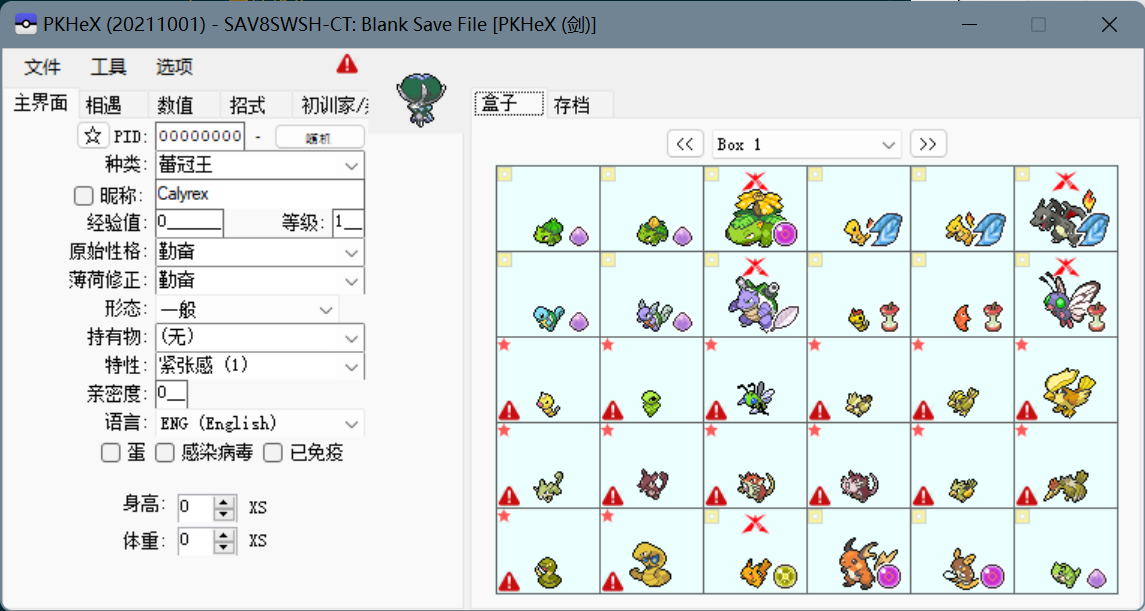 PKHeX (20211001) - SAV8SWSH-CT: Blank Save File [PKHeX (剑)]
文件 工具 选项
主界面 相遇 数值 招式 初训家/
盒子 存档
PID: 00000000 - 随机
<< Box 1 >>
种类: 蕾冠王
昵称: Calyrex
经验值: 0 等级: 1
原始性格: 勤奋
薄荷修正: 勤奋
形态: 一般
持有物: (无)
特性: 紧张感 (1)
亲密度: 0
语言: ENG (English)
蛋 感染病毒 已免疫
身高: 0 XS
体重: 0 XS